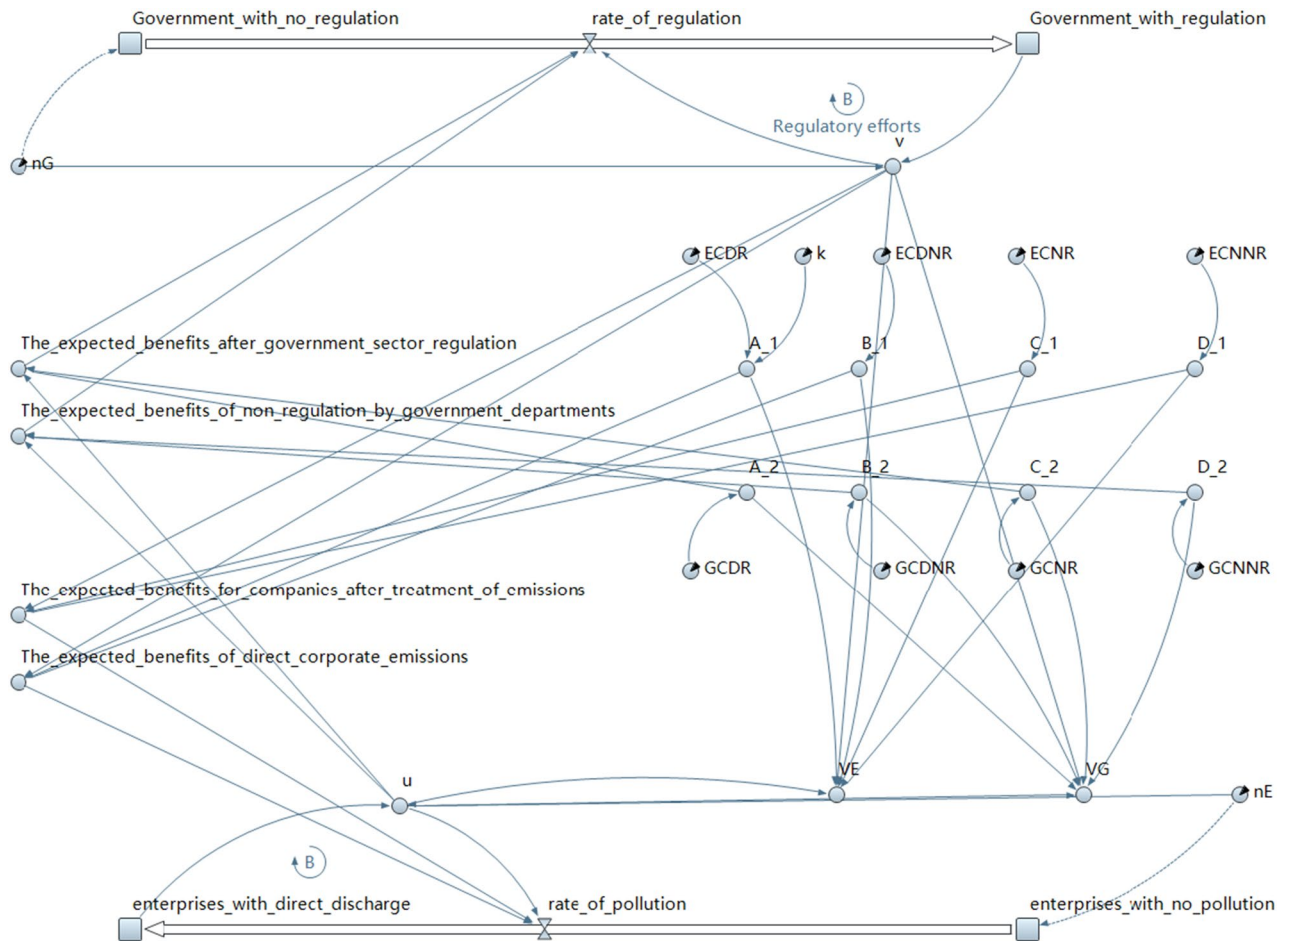 Government_with_no_regulation
rate_of_regulation
Government_with_regulation
B
Regulatory efforts
v
nG
ECDR
k
ECDNR
ECNR
ECNNR
The_expected_benefits_after_government_sector_regulation
A_1
B_1
C_1
D_1
The_expected_benefits_of_non_regulation_by_government_departments
A_2
B_2
C_2
D_2
GCDR
GCDNR
GCNR
GCNNR
The_expected_benefits_for_companies_after_treatment_of_emissions
The_expected_benefits_of_direct_corporate_emissions
u
VE
VG
nE
B
enterprises_with_direct_discharge
rate_of_pollution
enterprises_with_no_pollution